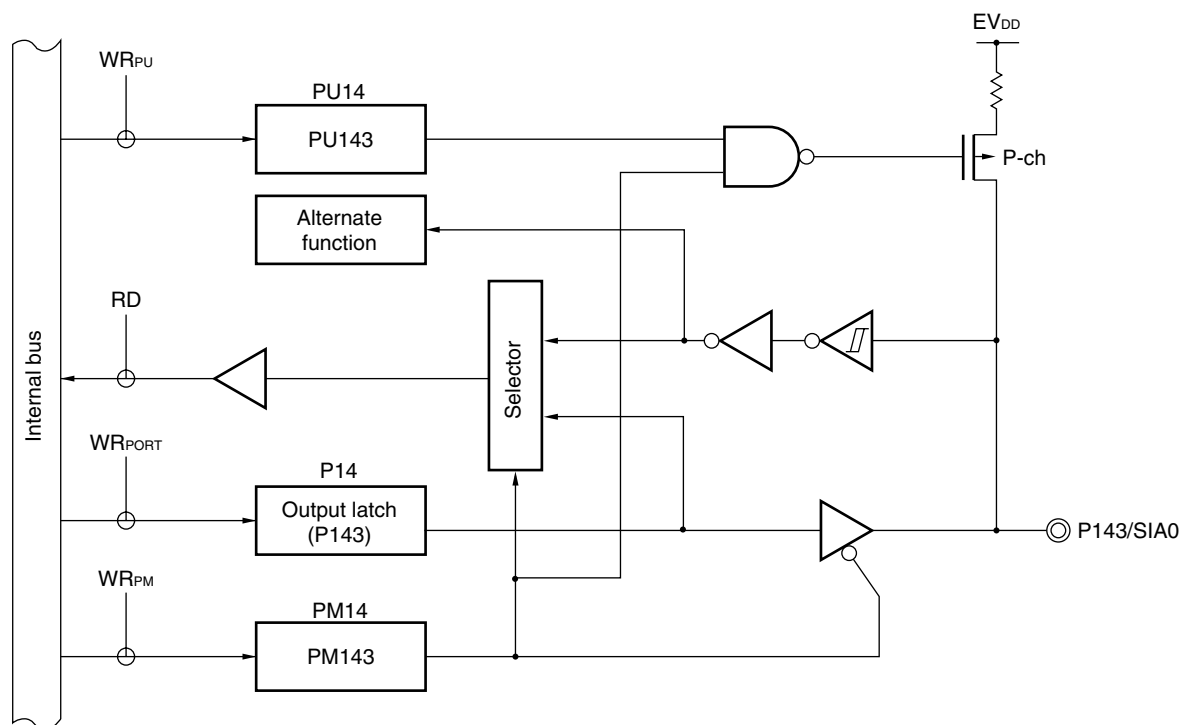 EVDD
WRPU
PU14
PU143
P-ch
Alternate
function
RD
Selector
Internal bus
WRPORT
P14
Output latch
(P143)
P143/SIA0
WRPM
PM14
PM143